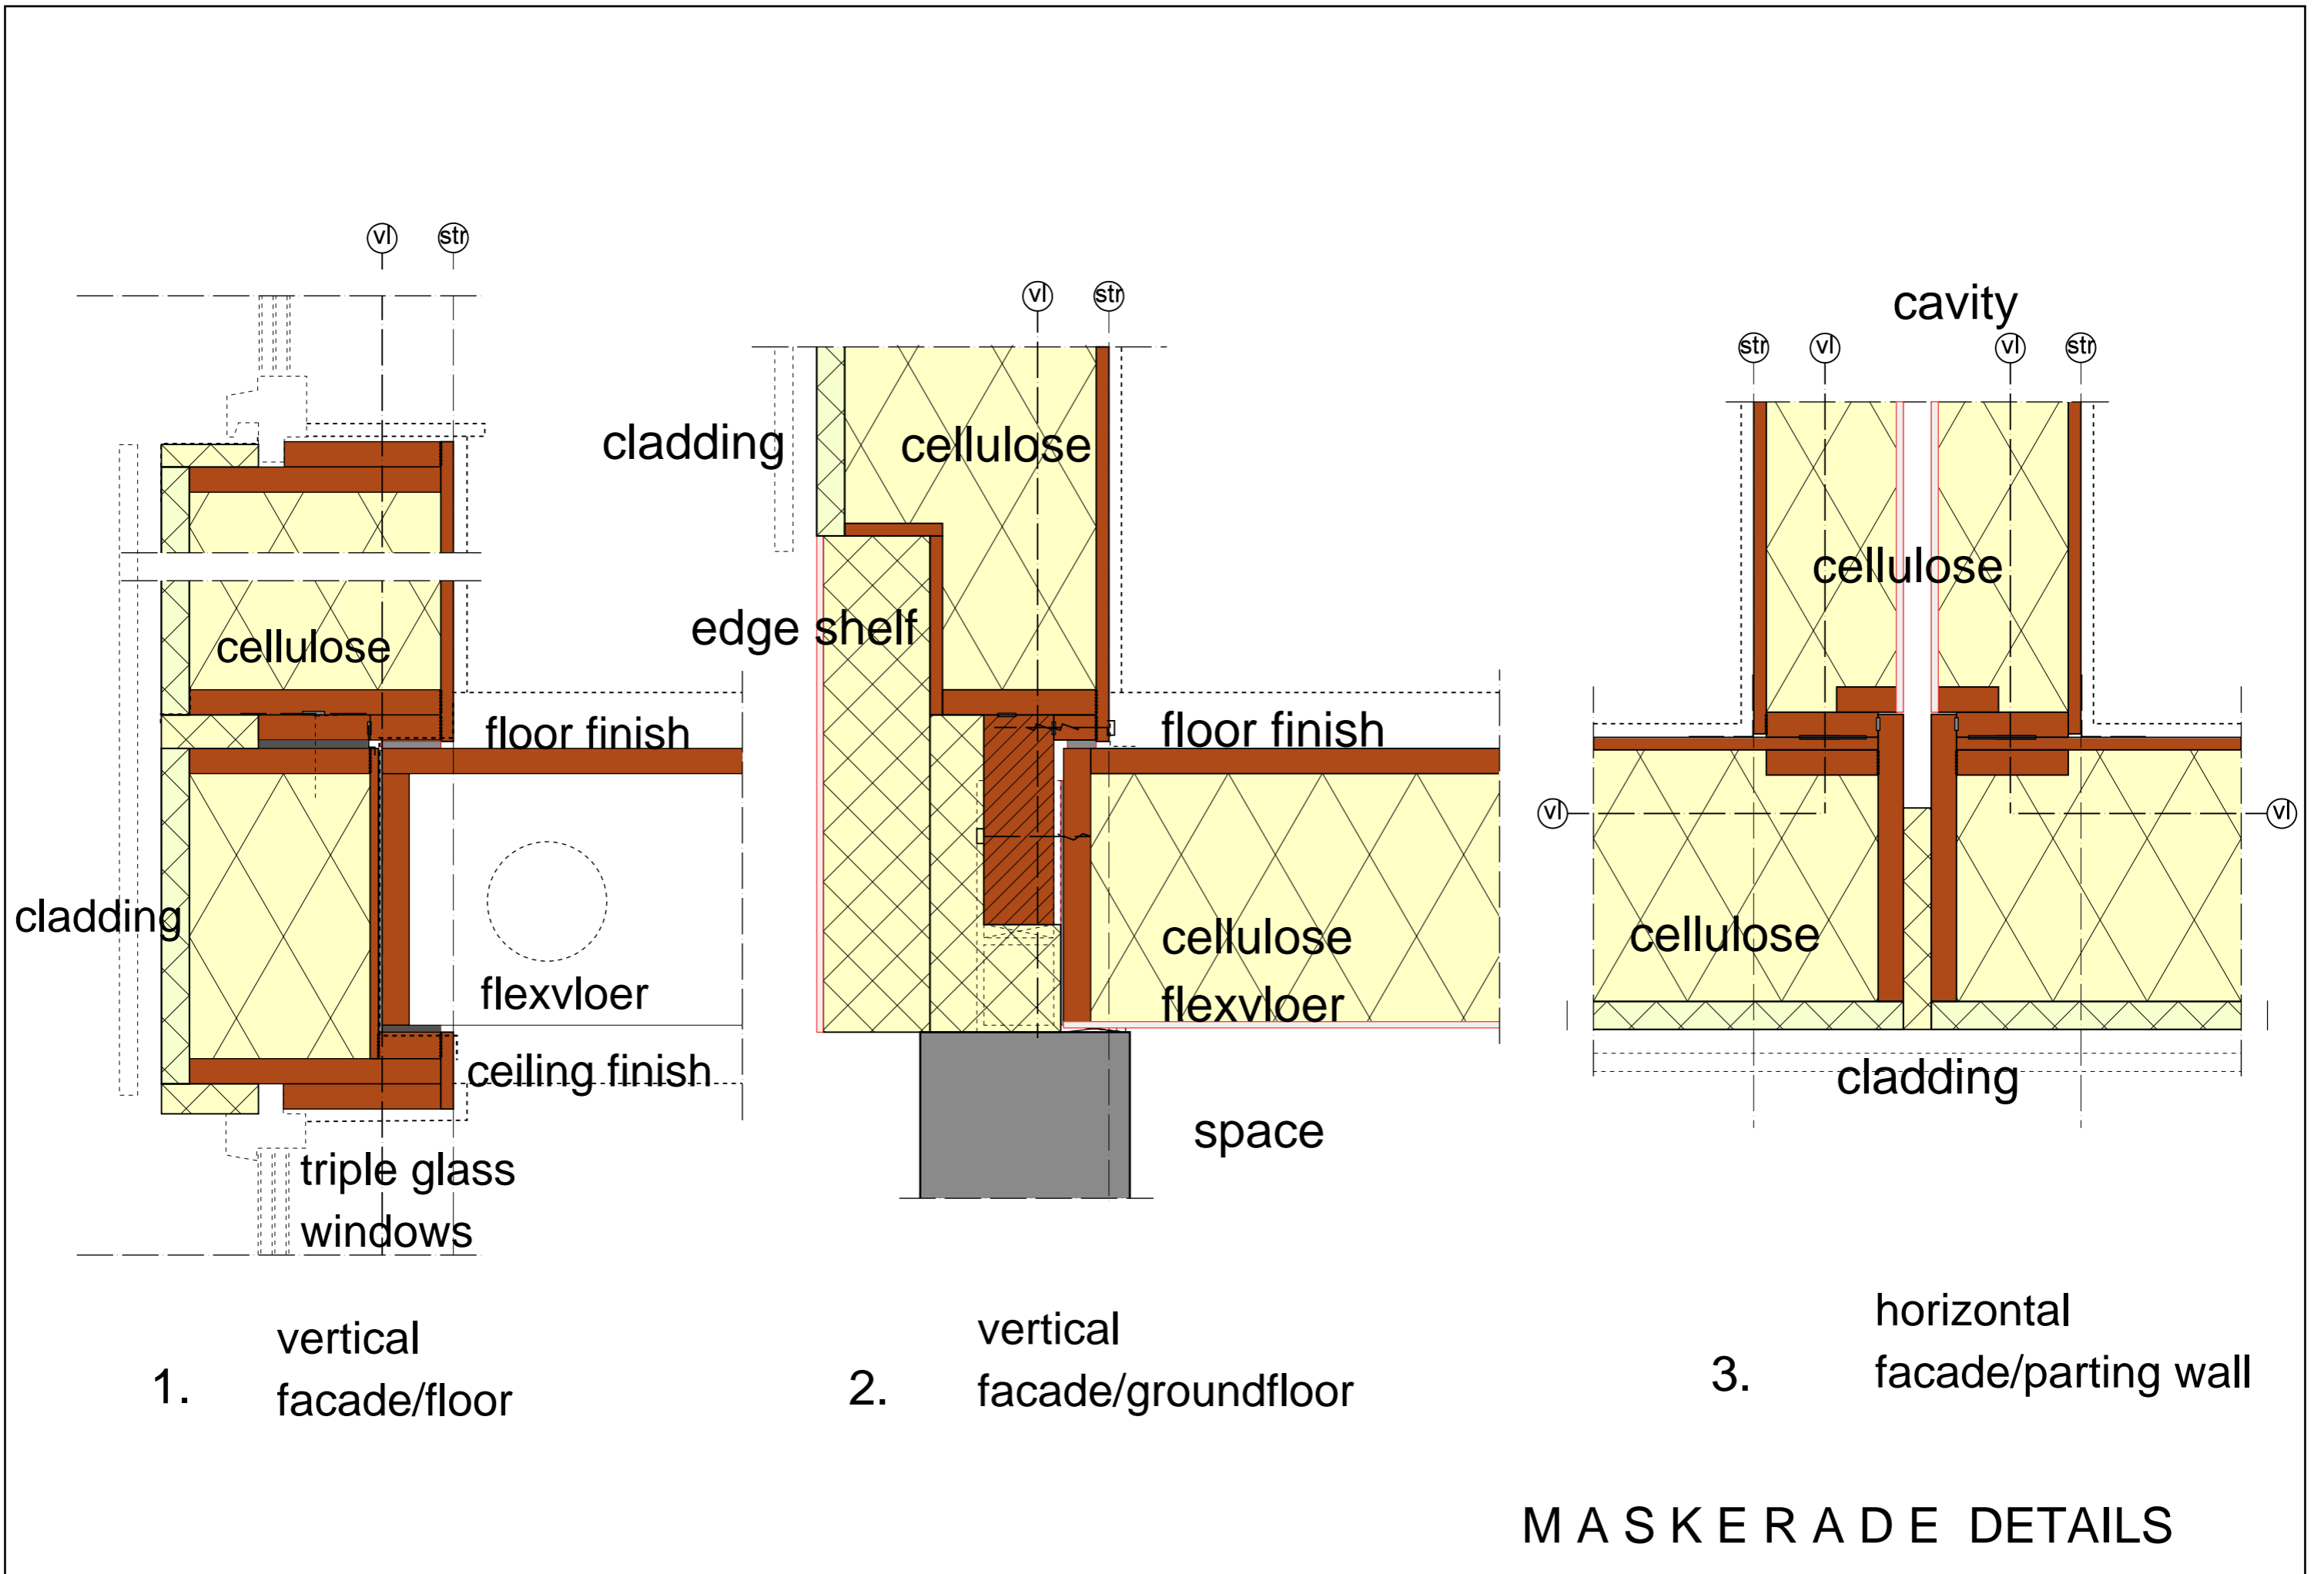 vl str
cellulose
floor finish
cladding
flexvloer
ceiling finish
triple glass
windows
1.
vertical
facade/floor
vl str
cladding
cellulose
edge shelf
floor finish
cellulose
flexvloer
space
2.
vertical
facade/groundfloor
cavity
str vl vl str
cellulose
vl vl
cellulose
cladding
3.
horizontal
facade/parting wall
M A S K E R A D E DETAILS